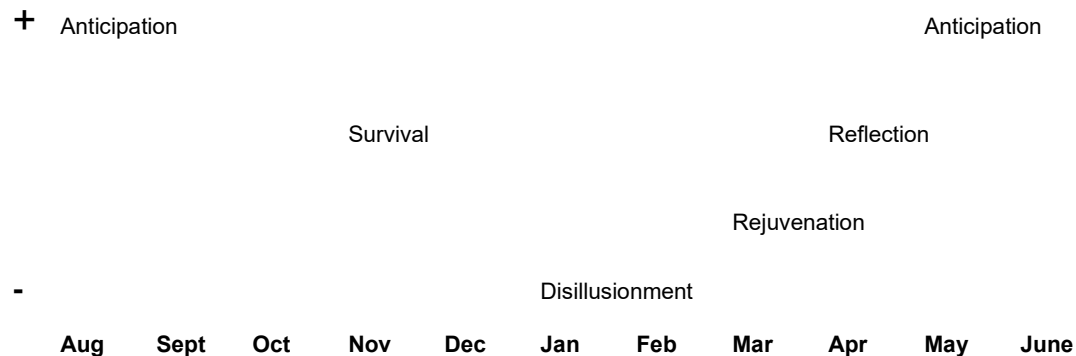 + Anticipation Anticipation
Survival Reflection
Rejuvenation
- Disillusionment
Aug Sept Oct Nov Dec Jan Feb Mar Apr May June